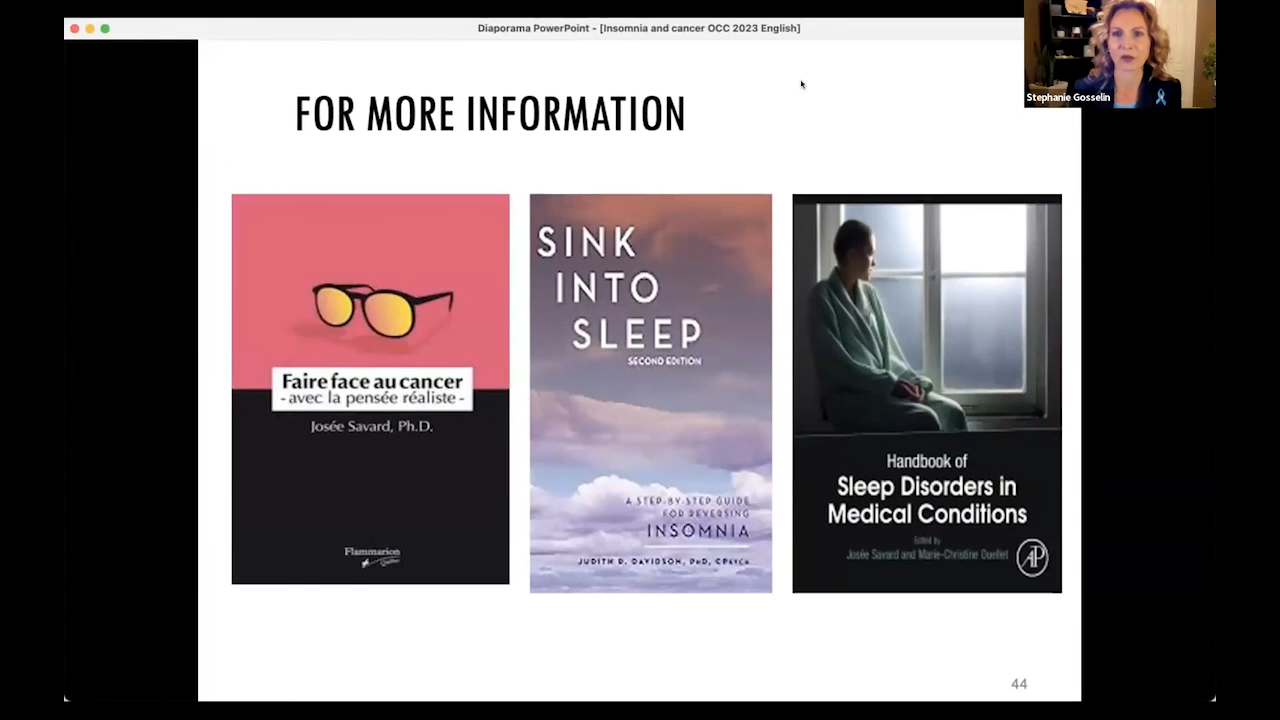 Diaporama PowerPoint - [Insomnia and cancer OCC 2023 English]
Stephanie Gosselin
FOR MORE INFORMATION
Faire face au cancer
- avec la pensée réaliste -
Josée Savard, Ph.D.
Flammarion
Québec
SINK
INTO
SLEEP
SECOND EDITION
A STEP-BY-STEP GUIDE
FOR REVERSING
INSOMNIA
JUDITH R. DAVIDSON, PHD, CPSYCH
Handbook of
Sleep Disorders in
Medical Conditions
Edited by
Josée Savard and Marie-Christine Ouellet
AP
44